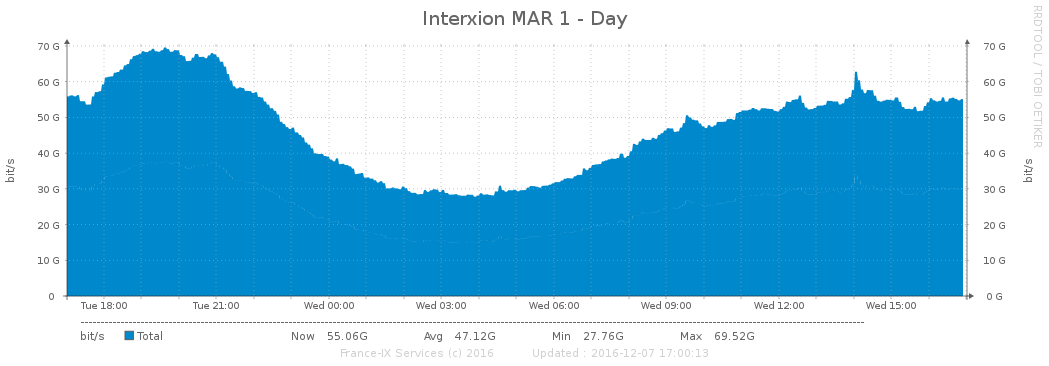 Interxion MAR 1 - Day
RRDTOOL / TOBI OETIKER
70 G 70 G
60 G 60 G
50 G 50 G
40 G 40 G
30 G 30 G
20 G 20 G
10 G 10 G
0 0 G
bit/s bit/s
Tue 18:00 Tue 21:00 Wed 00:00 Wed 03:00 Wed 06:00 Wed 09:00 Wed 12:00 Wed 15:00
bit/s Total Now 55.06G Avg 47.12G Min 27.76G Max 69.52G
France-IX Services (c) 2016 Updated : 2016-12-07 17:00:13